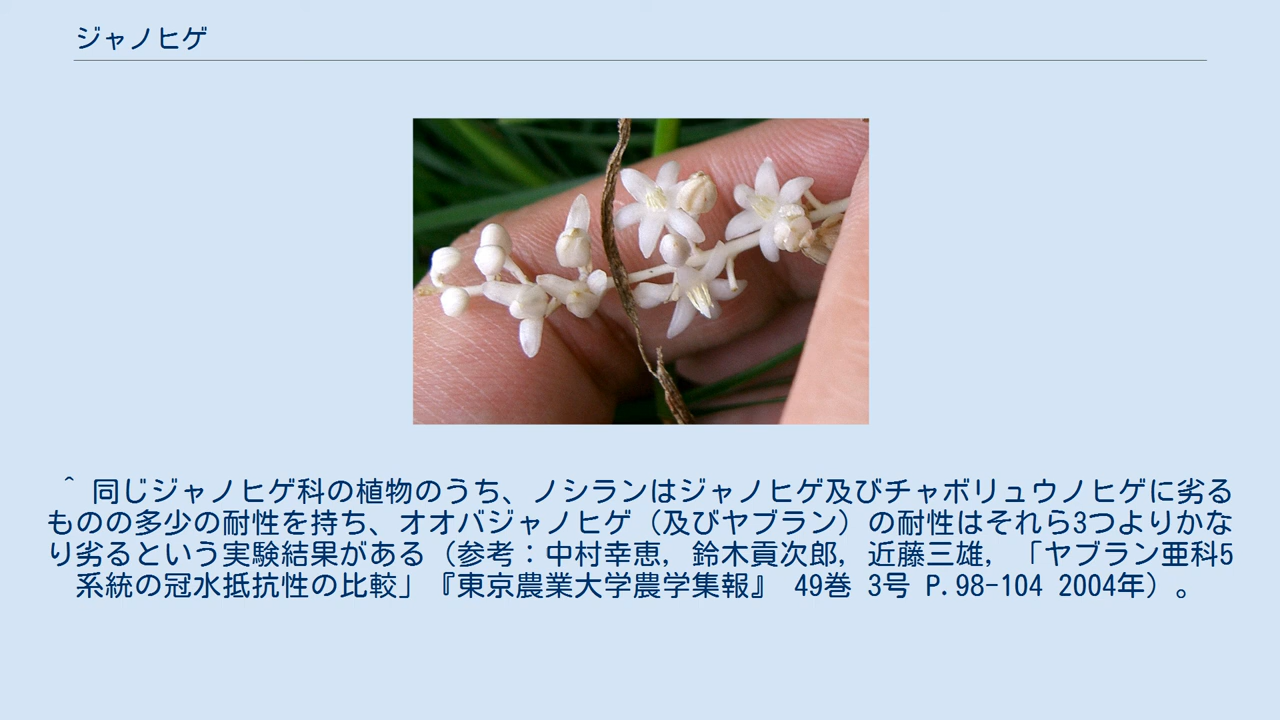 ジャノヒゲ
^ 同じジャノヒゲ科の植物のうち、ノシランはジャノヒゲ及びチャボリュウノヒゲに劣る
ものの多少の耐性を持ち、オオバジャノヒゲ（及びヤブラン）の耐性はそれら3つよりかな
り劣るという実験結果がある（参考：中村幸恵, 鈴木貢次郎, 近藤三雄, 「ヤブラン亜科5
系統の冠水抵抗性の比較」『東京農業大学農学集報』 49巻 3号 P.98-104 2004年）。